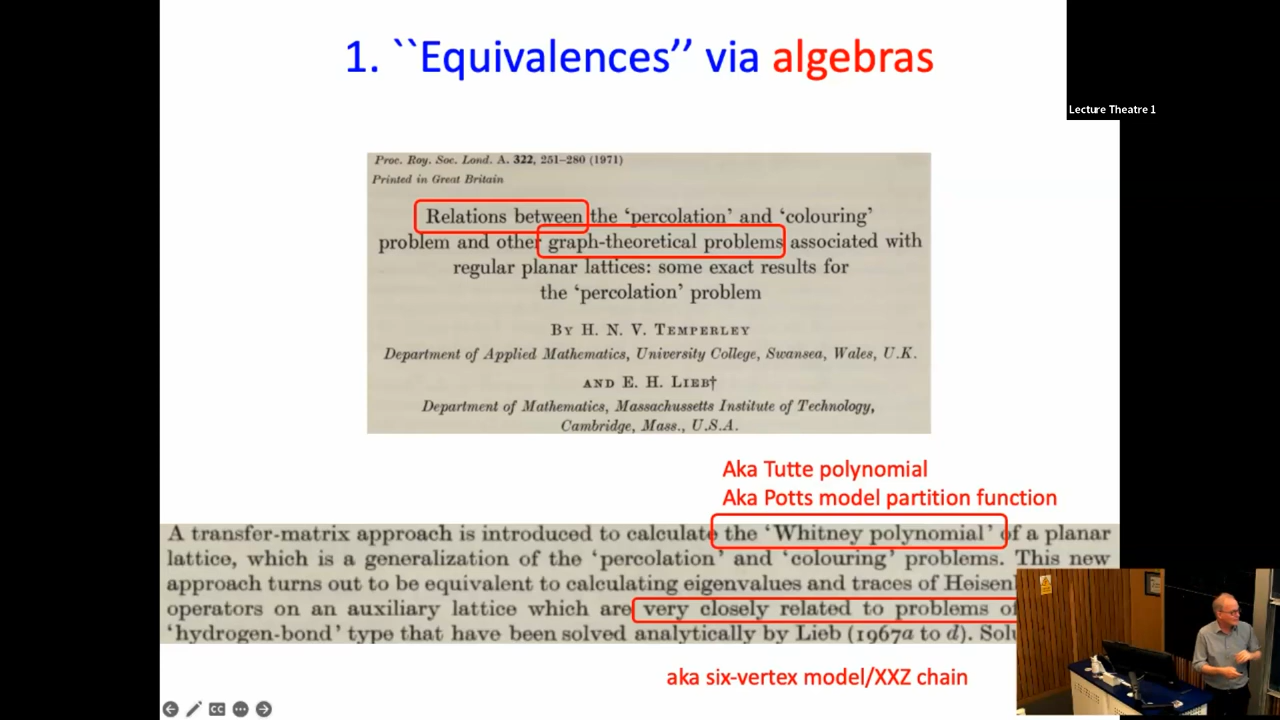 1. ``Equivalences’’ via algebras
Lecture Theatre 1
Proc. Roy. Soc. Lond. A. 322, 251–280 (1971)
Printed in Great Britain
Relations between the ‘percolation’ and ‘colouring’
problem and other graph-theoretical problems associated with
regular planar lattices: some exact results for
the ‘percolation’ problem
By H. N. V. Temperley
Department of Applied Mathematics, University College, Swansea, Wales, U.K.
and E. H. Lieb†
Department of Mathematics, Massachussetts Institute of Technology,
Cambridge, Mass., U.S.A.
Aka Tutte polynomial
Aka Potts model partition function
A transfer-matrix approach is introduced to calculate the ‘Whitney polynomial’ of a planar
lattice, which is a generalization of the ‘percolation’ and ‘colouring’ problems. This new
approach turns out to be equivalent to calculating eigenvalues and traces of
operators on an auxiliary lattice which are very closely related to problems of
‘hydrogen-bond’ type that have been solved analytically by Lieb (1967a to d).
aka six-vertex model/XXZ chain
CC